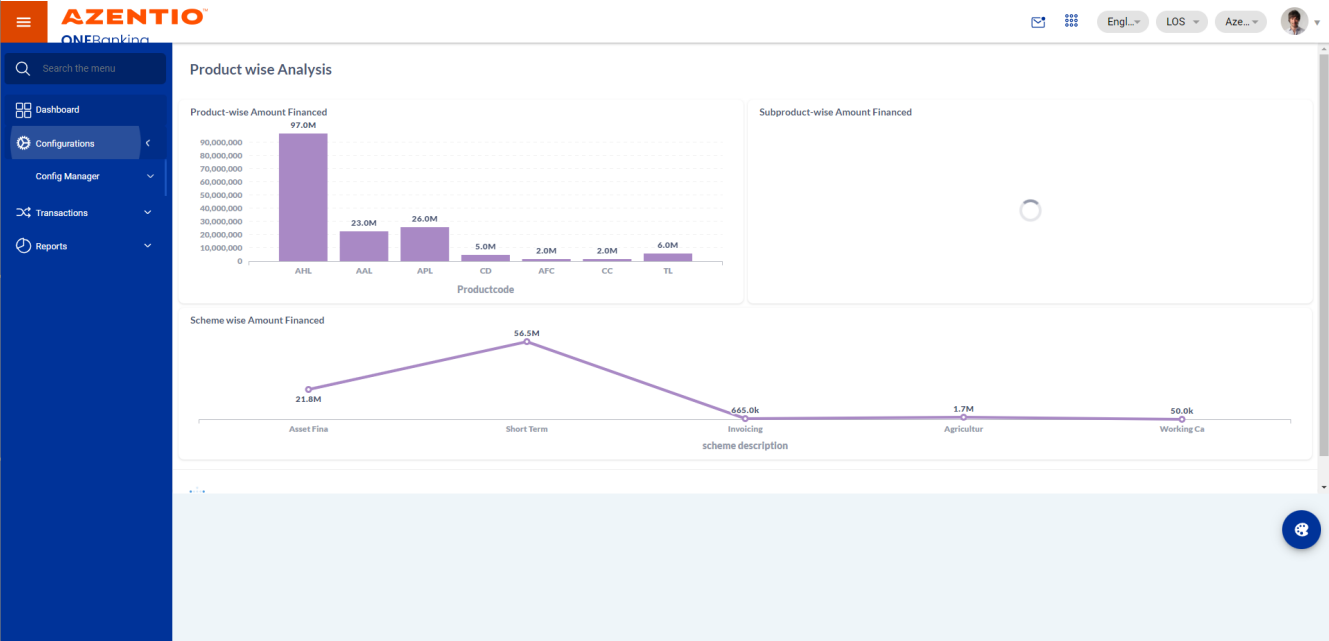 AZENTIO™
ONEBanking
Engl...
LOS
Aze...
Search the menu
Dashboard
Configurations
Config Manager
Transactions
Reports
Product wise Analysis
Product-wise Amount Financed
97.0M
90,000,000
80,000,000
70,000,000
60,000,000
50,000,000
40,000,000
30,000,000
20,000,000
10,000,000
0
23.0M
26.0M
5.0M
2.0M
2.0M
6.0M
AHL AAL APL CD AFC CC TL
Productcode
Subproduct-wise Amount Financed
Scheme wise Amount Financed
56.5M
21.8M
665.0k
1.7M
50.0k
Asset Fina Short Term Invoicing Agricultur Working Ca
scheme description